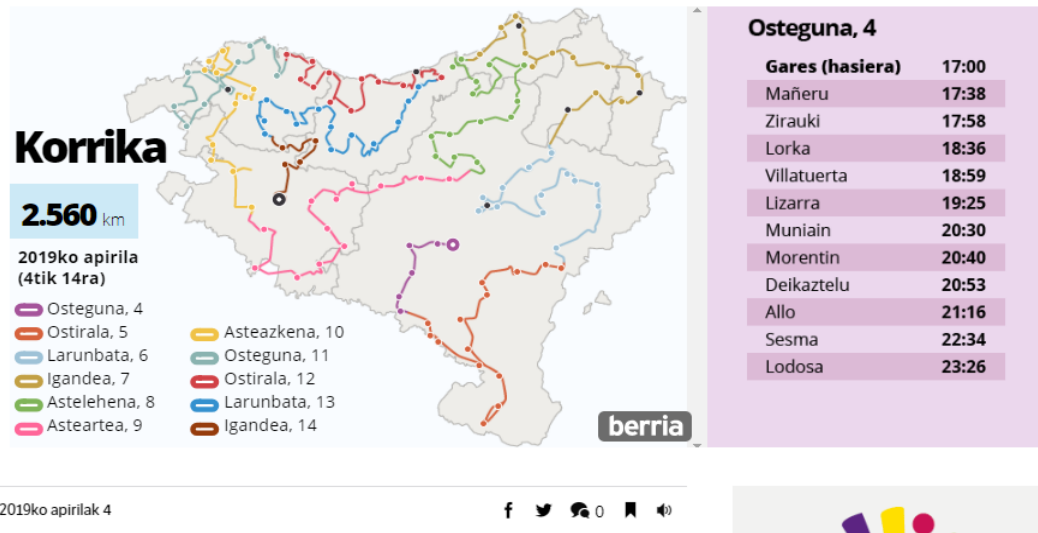 Korrika
2.560 km
2019ko apirila
(4tik 14ra)
Osteguna, 4
Ostirala, 5
Larunbata, 6
Igandea, 7
Astelehena, 8
Asteartea, 9
Asteazkena, 10
Osteguna, 11
Ostirala, 12
Larunbata, 13
Igandea, 14
berria
Osteguna, 4
Gares (hasiera) 17:00
Mañeru 17:38
Zirauki 17:58
Lorka 18:36
Villatuerta 18:59
Lizarra 19:25
Muniain 20:30
Morentin 20:40
Deikaztelu 20:53
Allo 21:16
Sesma 22:34
Lodosa 23:26
2019ko apirilak 4
0